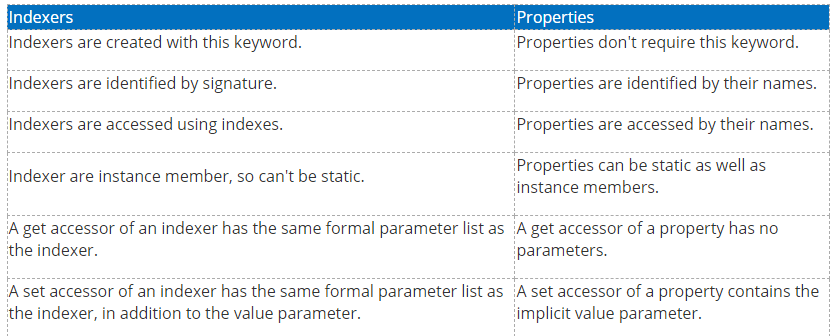 Indexers
Properties
Indexers are created with this keyword.
Properties don't require this keyword.
Indexers are identified by signature.
Properties are identified by their names.
Indexers are accessed using indexes.
Properties are accessed by their names.
Indexer are instance member, so can't be static.
Properties can be static as well as
instance members.
A get accessor of an indexer has the same formal parameter list as
the indexer.
A get accessor of a property has no
parameters.
A set accessor of an indexer has the same formal parameter list as
the indexer, in addition to the value parameter.
A set accessor of a property contains the
implicit value parameter.